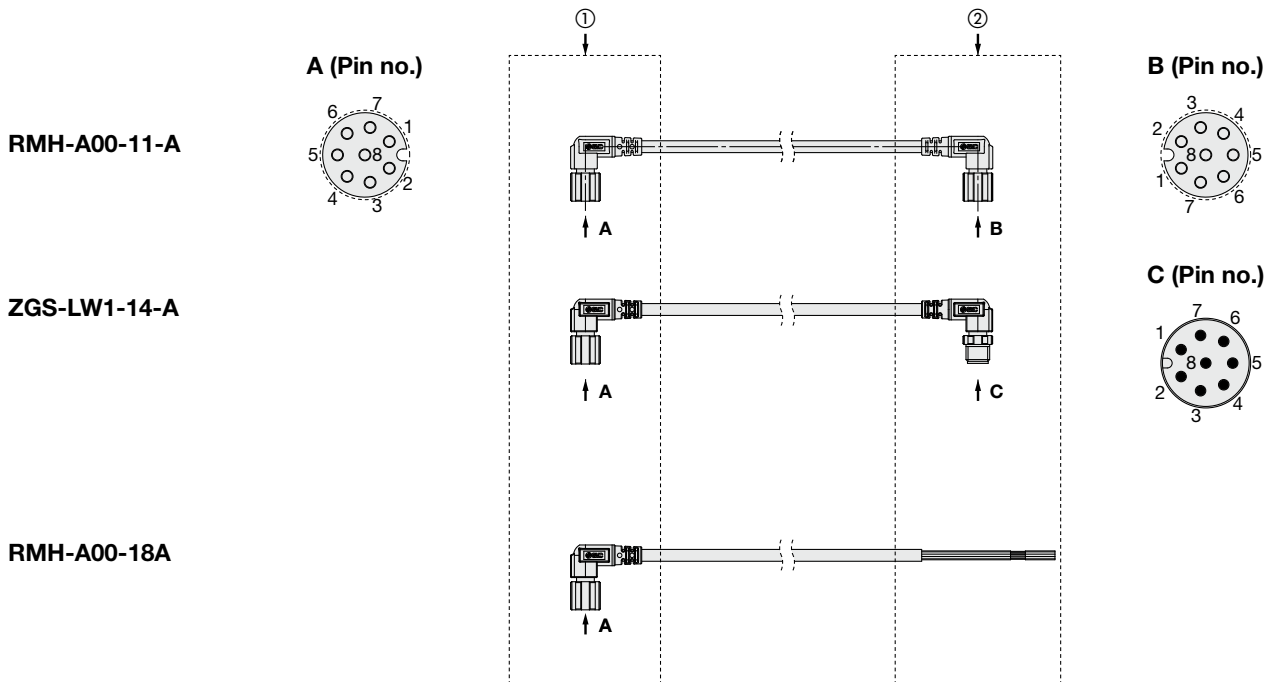 ① ②
A (Pin no.) B (Pin no.)
RMH-A00-11-A
6 7 1 5 8 4 3 2
3 4 2 8 5 1 7 6
A B
C (Pin no.)
ZGS-LW1-14-A
7 6 1 8 5 2 3 4
A C
RMH-A00-18A
A